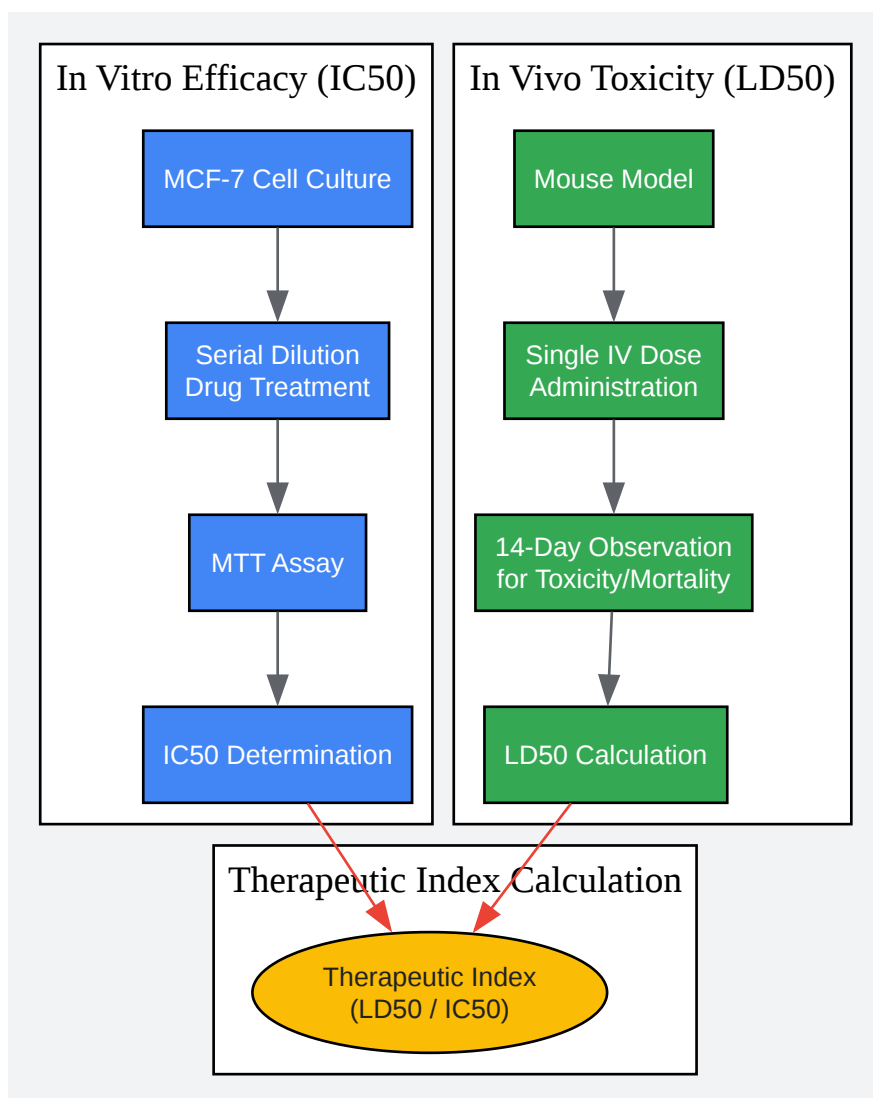 In Vitro Efficacy (IC50)
MCF-7 Cell Culture
Serial Dilution
Drug Treatment
MTT Assay
IC50 Determination
In Vivo Toxicity (LD50)
Mouse Model
Single IV Dose
Administration
14-Day Observation
for Toxicity/Mortality
LD50 Calculation
Therapeutic Index Calculation
Therapeutic Index
(LD50 / IC50)